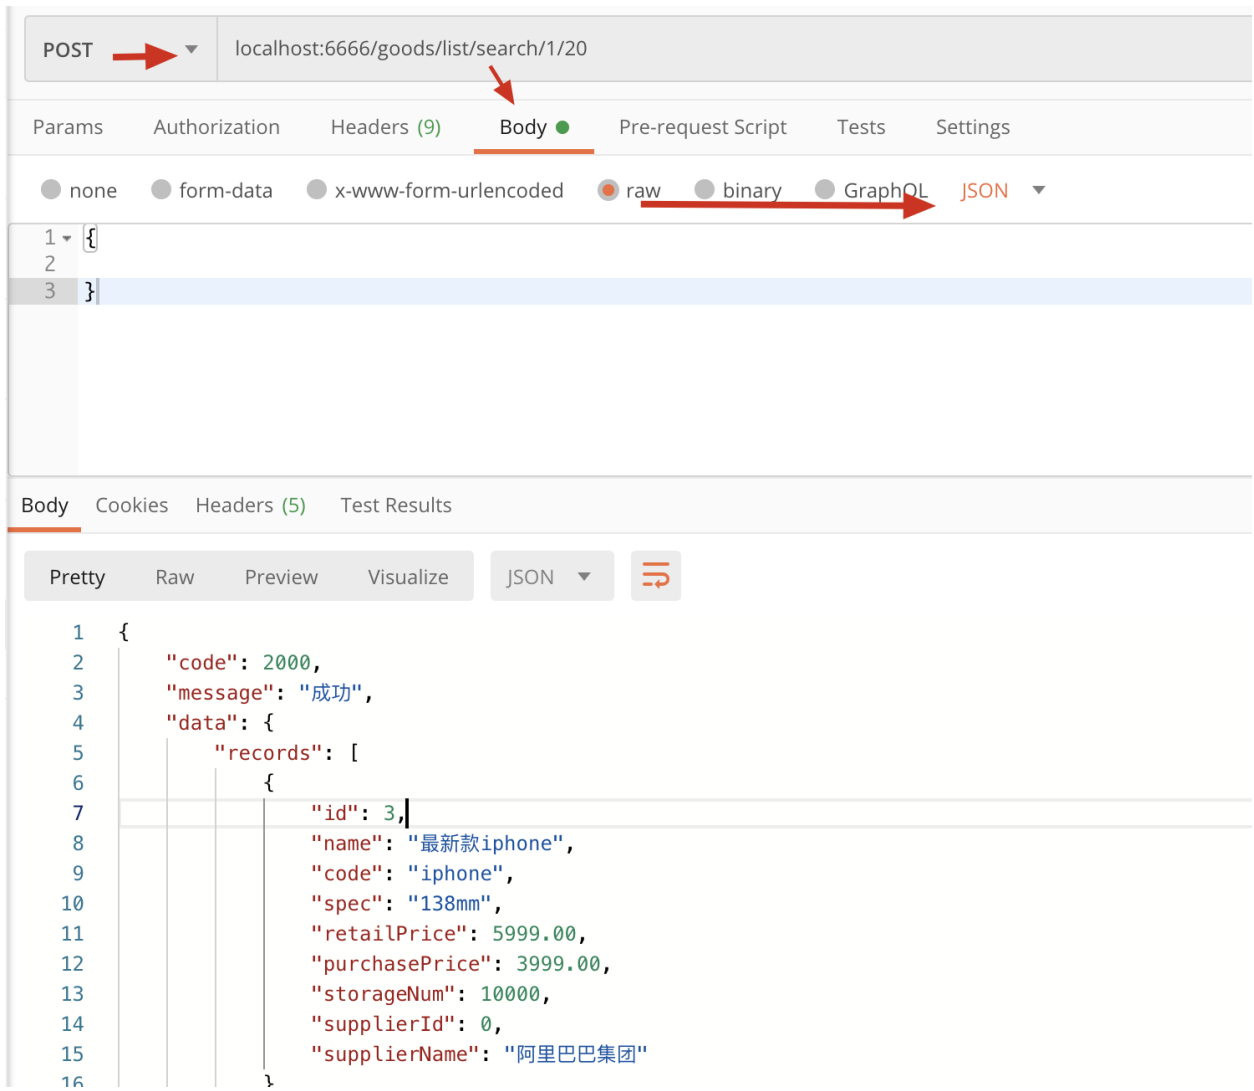 POST localhost:6666/goods/list/search/1/20
Params Authorization Headers (9) Body Pre-request Script Tests Settings
none form-data x-www-form-urlencoded raw binary GraphQL JSON
1 {
2
3 }
Body Cookies Headers (5) Test Results
Pretty Raw Preview Visualize JSON
1 {
2 "code": 2000,
3 "message": "成功",
4 "data": {
5 "records": [
6 {
7 "id": 3,
8 "name": "最新款iphone",
9 "code": "iphone",
10 "spec": "138mm",
11 "retailPrice": 5999.00,
12 "purchasePrice": 3999.00,
13 "storageNum": 10000,
14 "supplierId": 0,
15 "supplierName": "阿里巴巴集团"
16 }